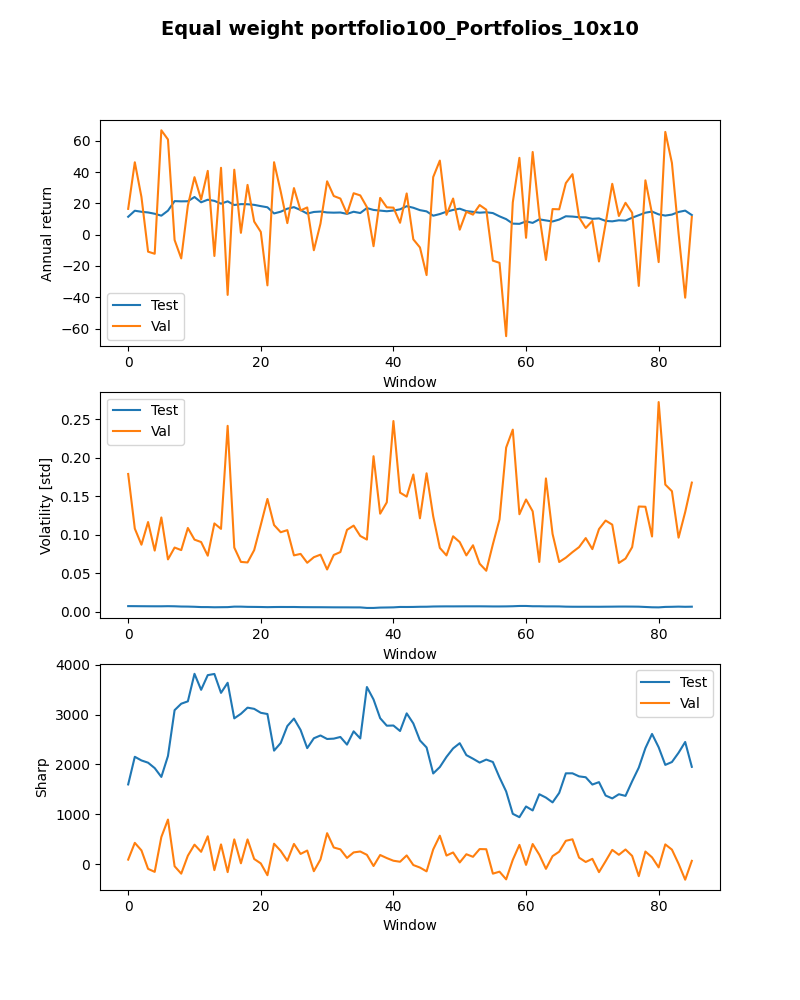 Equal weight portfolio100_Portfolios_10x10
60
40
20
0
−20
−40
−60
Annual return
Test
Val
0 20 40 60 80
Window
0.25
0.20
0.15
0.10
0.05
0.00
Volatility [std]
Test
Val
0 20 40 60 80
Window
4000
3000
2000
1000
0
Sharp
Test
Val
0 20 40 60 80
Window